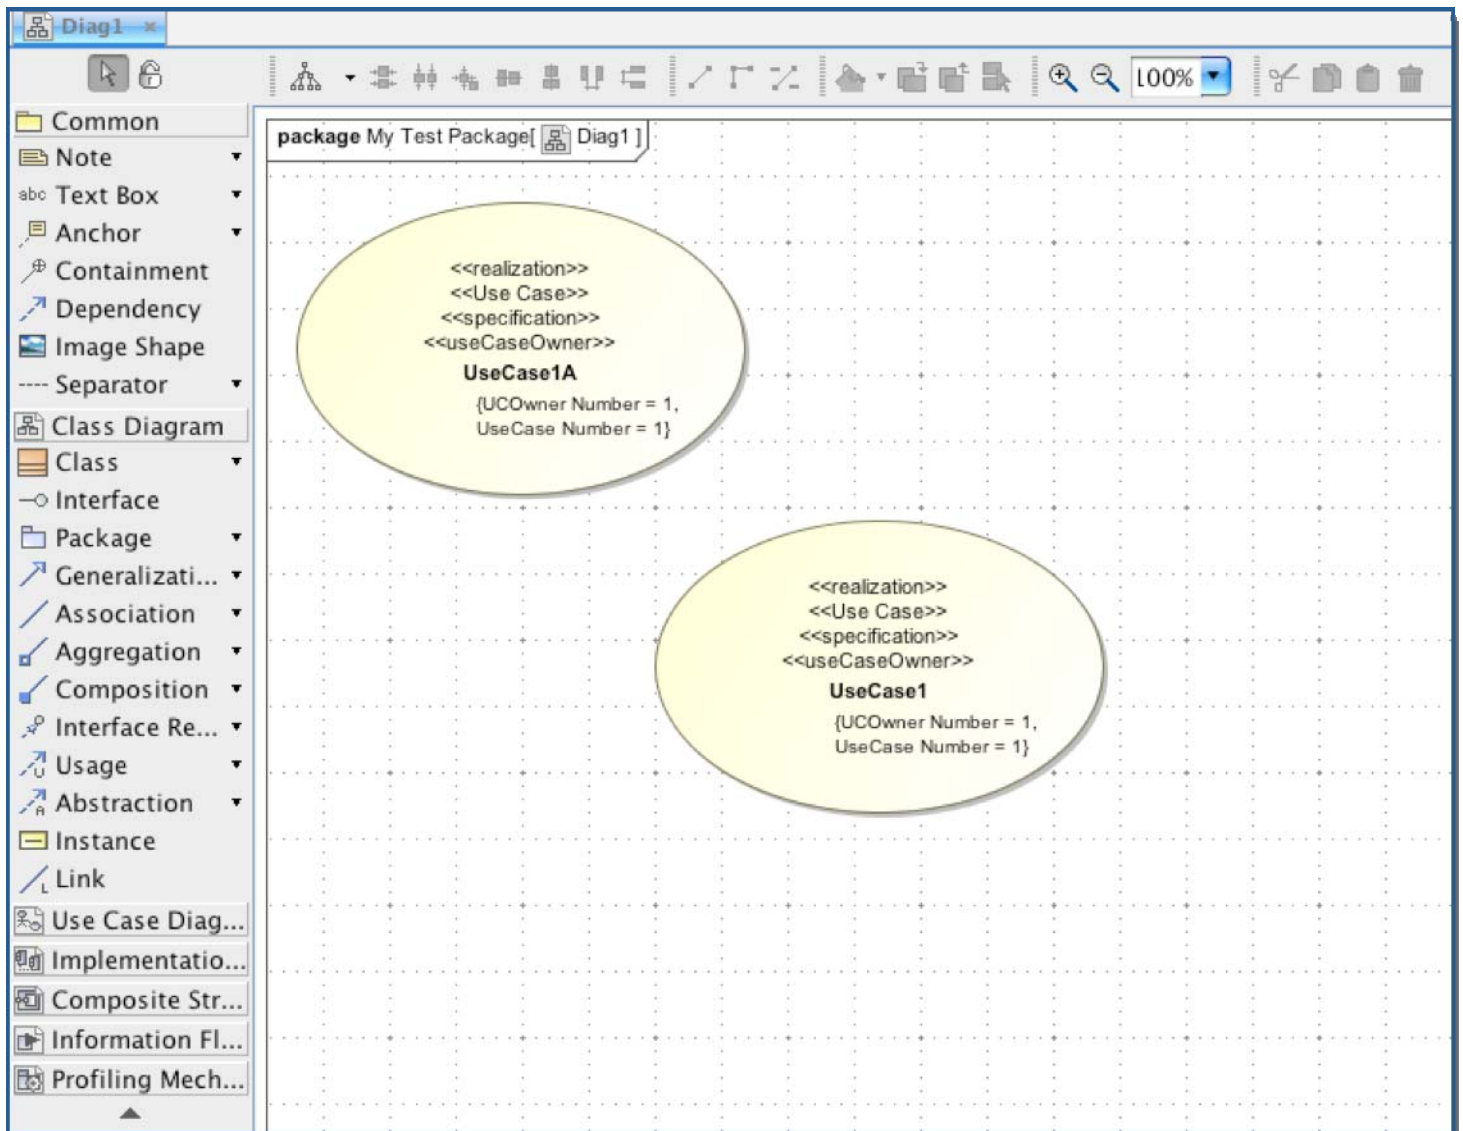 Diag1
100%
Common
Note
abc Text Box
Anchor
Containment
Dependency
Image Shape
Separator
Class Diagram
Class
Interface
Package
Generalizati...
Association
Aggregation
Composition
Interface Re...
Usage
Abstraction
Instance
Link
Use Case Diag...
Implementatio...
Composite Str...
Information Fl...
Profiling Mech...
package My Test Package[ Diag1 ]
<<realization>>
<<Use Case>>
<<specification>>
<<useCaseOwner>>
UseCase1A
{UCOwner Number = 1,
UseCase Number = 1}
<<realization>>
<<Use Case>>
<<specification>>
<<useCaseOwner>>
UseCase1
{UCOwner Number = 1,
UseCase Number = 1}